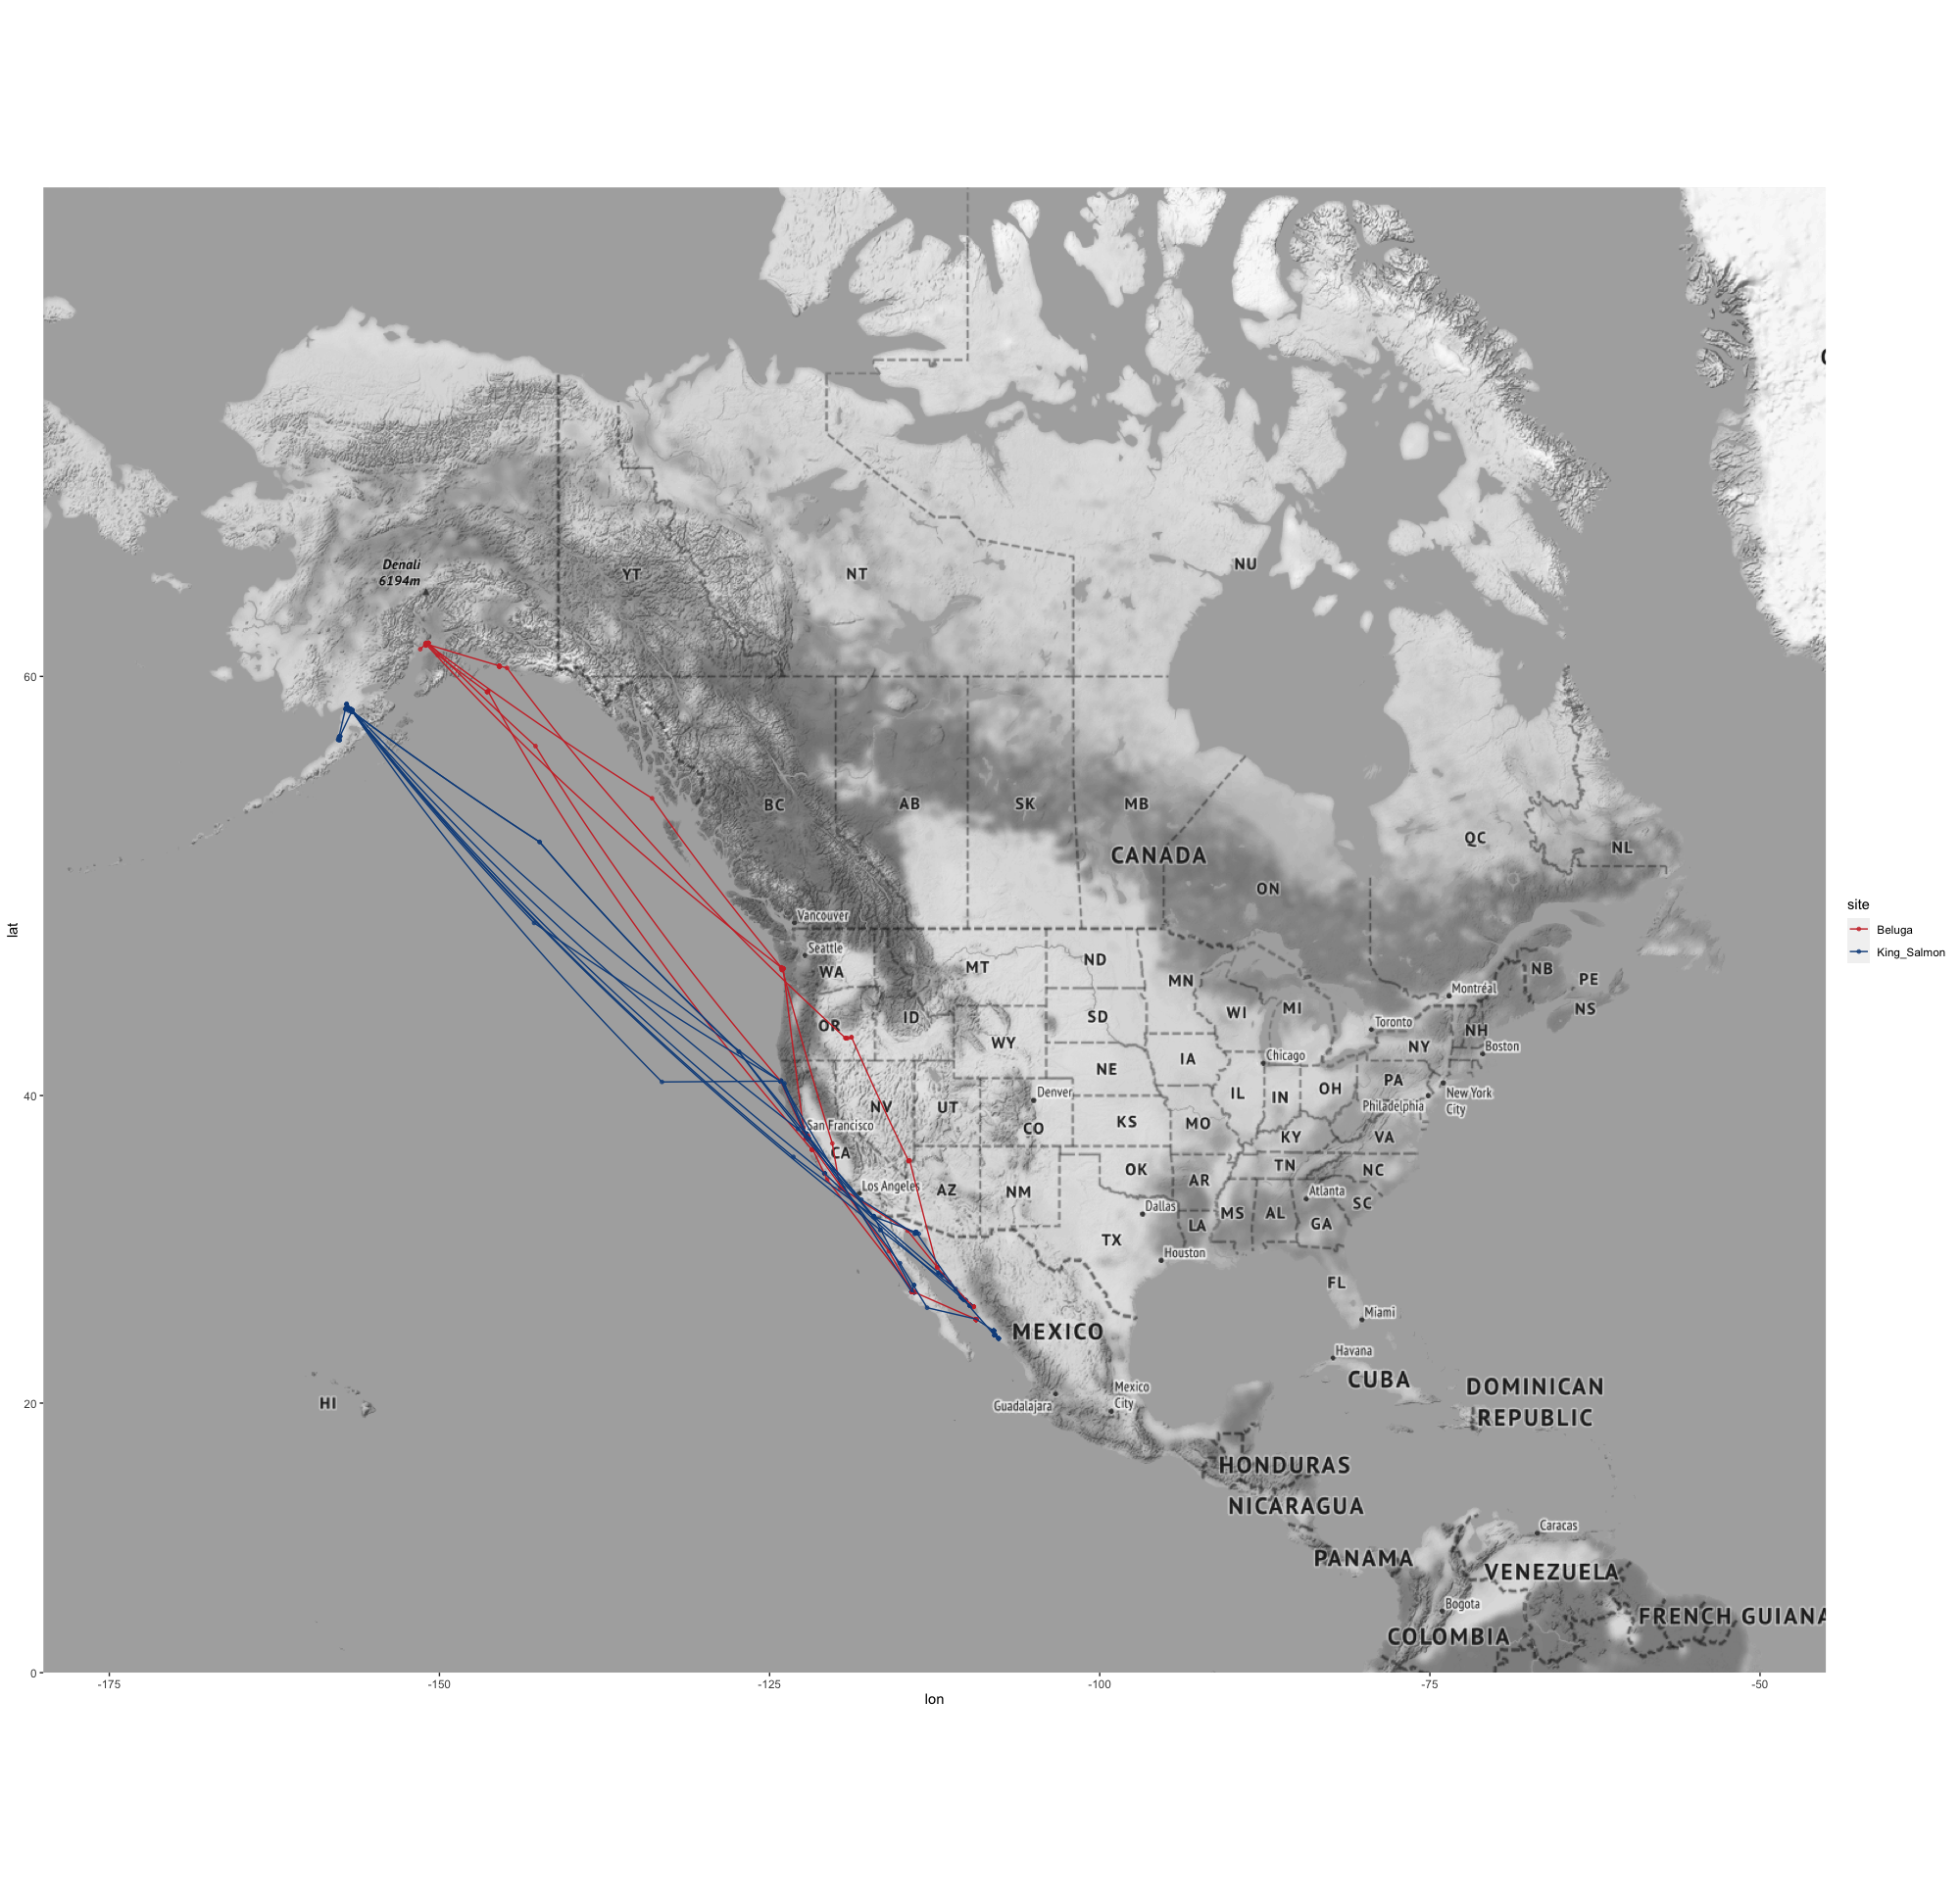 Denali
6194m
YT
NT
NU
BC
AB
SK
MB
QC
NL
CANADA
ON
Vancouver
Seattle
WA
MT
ND
MN
NB
PE
NS
Montréal
OR
ID
SD
WI
MI
Toronto
NH
WY
NY
Boston
IA
Chicago
NE
NV
UT
Denver
IL
IN
OH
PA
New York
City
Philadelphia
San Francisco
CO
KS
MO
KY
VA
CA
OK
TN
NC
Los Angeles
AZ
NM
AR
Atlanta
SC
Dallas
MS
AL
GA
LA
TX
Houston
FL
MEXICO
Miami
Havana
CUBA
DOMINICAN
REPUBLIC
HI
Guadalajara
Mexico
City
HONDURAS
NICARAGUA
Caracas
PANAMA
VENEZUELA
Bogota
FRENCH GUIANA
COLOMBIA
lat
60
40
20
0
-175
-150
-125
-100
-75
-50
lon
site
Beluga
King_Salmon